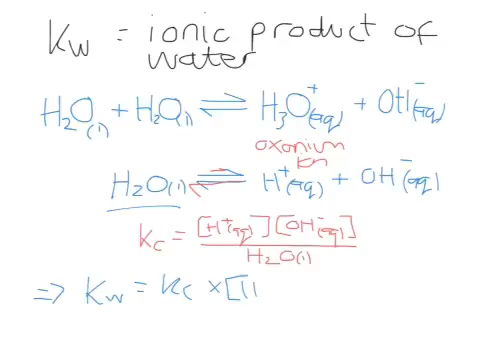 Kw = ionic product of
water
H₂O(l) + H₂O(l) ⇌ H₃O⁺(aq) + OH⁻(aq)
oxonium
ion
H₂O(l) ⇌ H⁺(aq) + OH⁻(aq)
Kc = [H⁺(aq)][OH⁻(aq)]
H₂O(l)
⇒ Kw = Kc × [